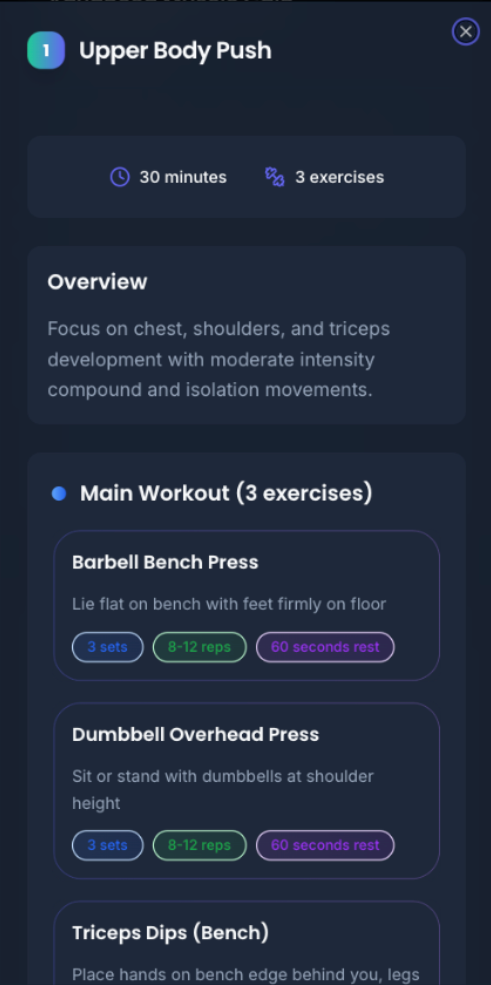 1 Upper Body Push
30 minutes 3 exercises
Overview
Focus on chest, shoulders, and triceps
development with moderate intensity
compound and isolation movements.
Main Workout (3 exercises)
Barbell Bench Press
Lie flat on bench with feet firmly on floor
3 sets 8-12 reps 60 seconds rest
Dumbbell Overhead Press
Sit or stand with dumbbells at shoulder
height
3 sets 8-12 reps 60 seconds rest
Triceps Dips (Bench)
Place hands on bench edge behind you, legs